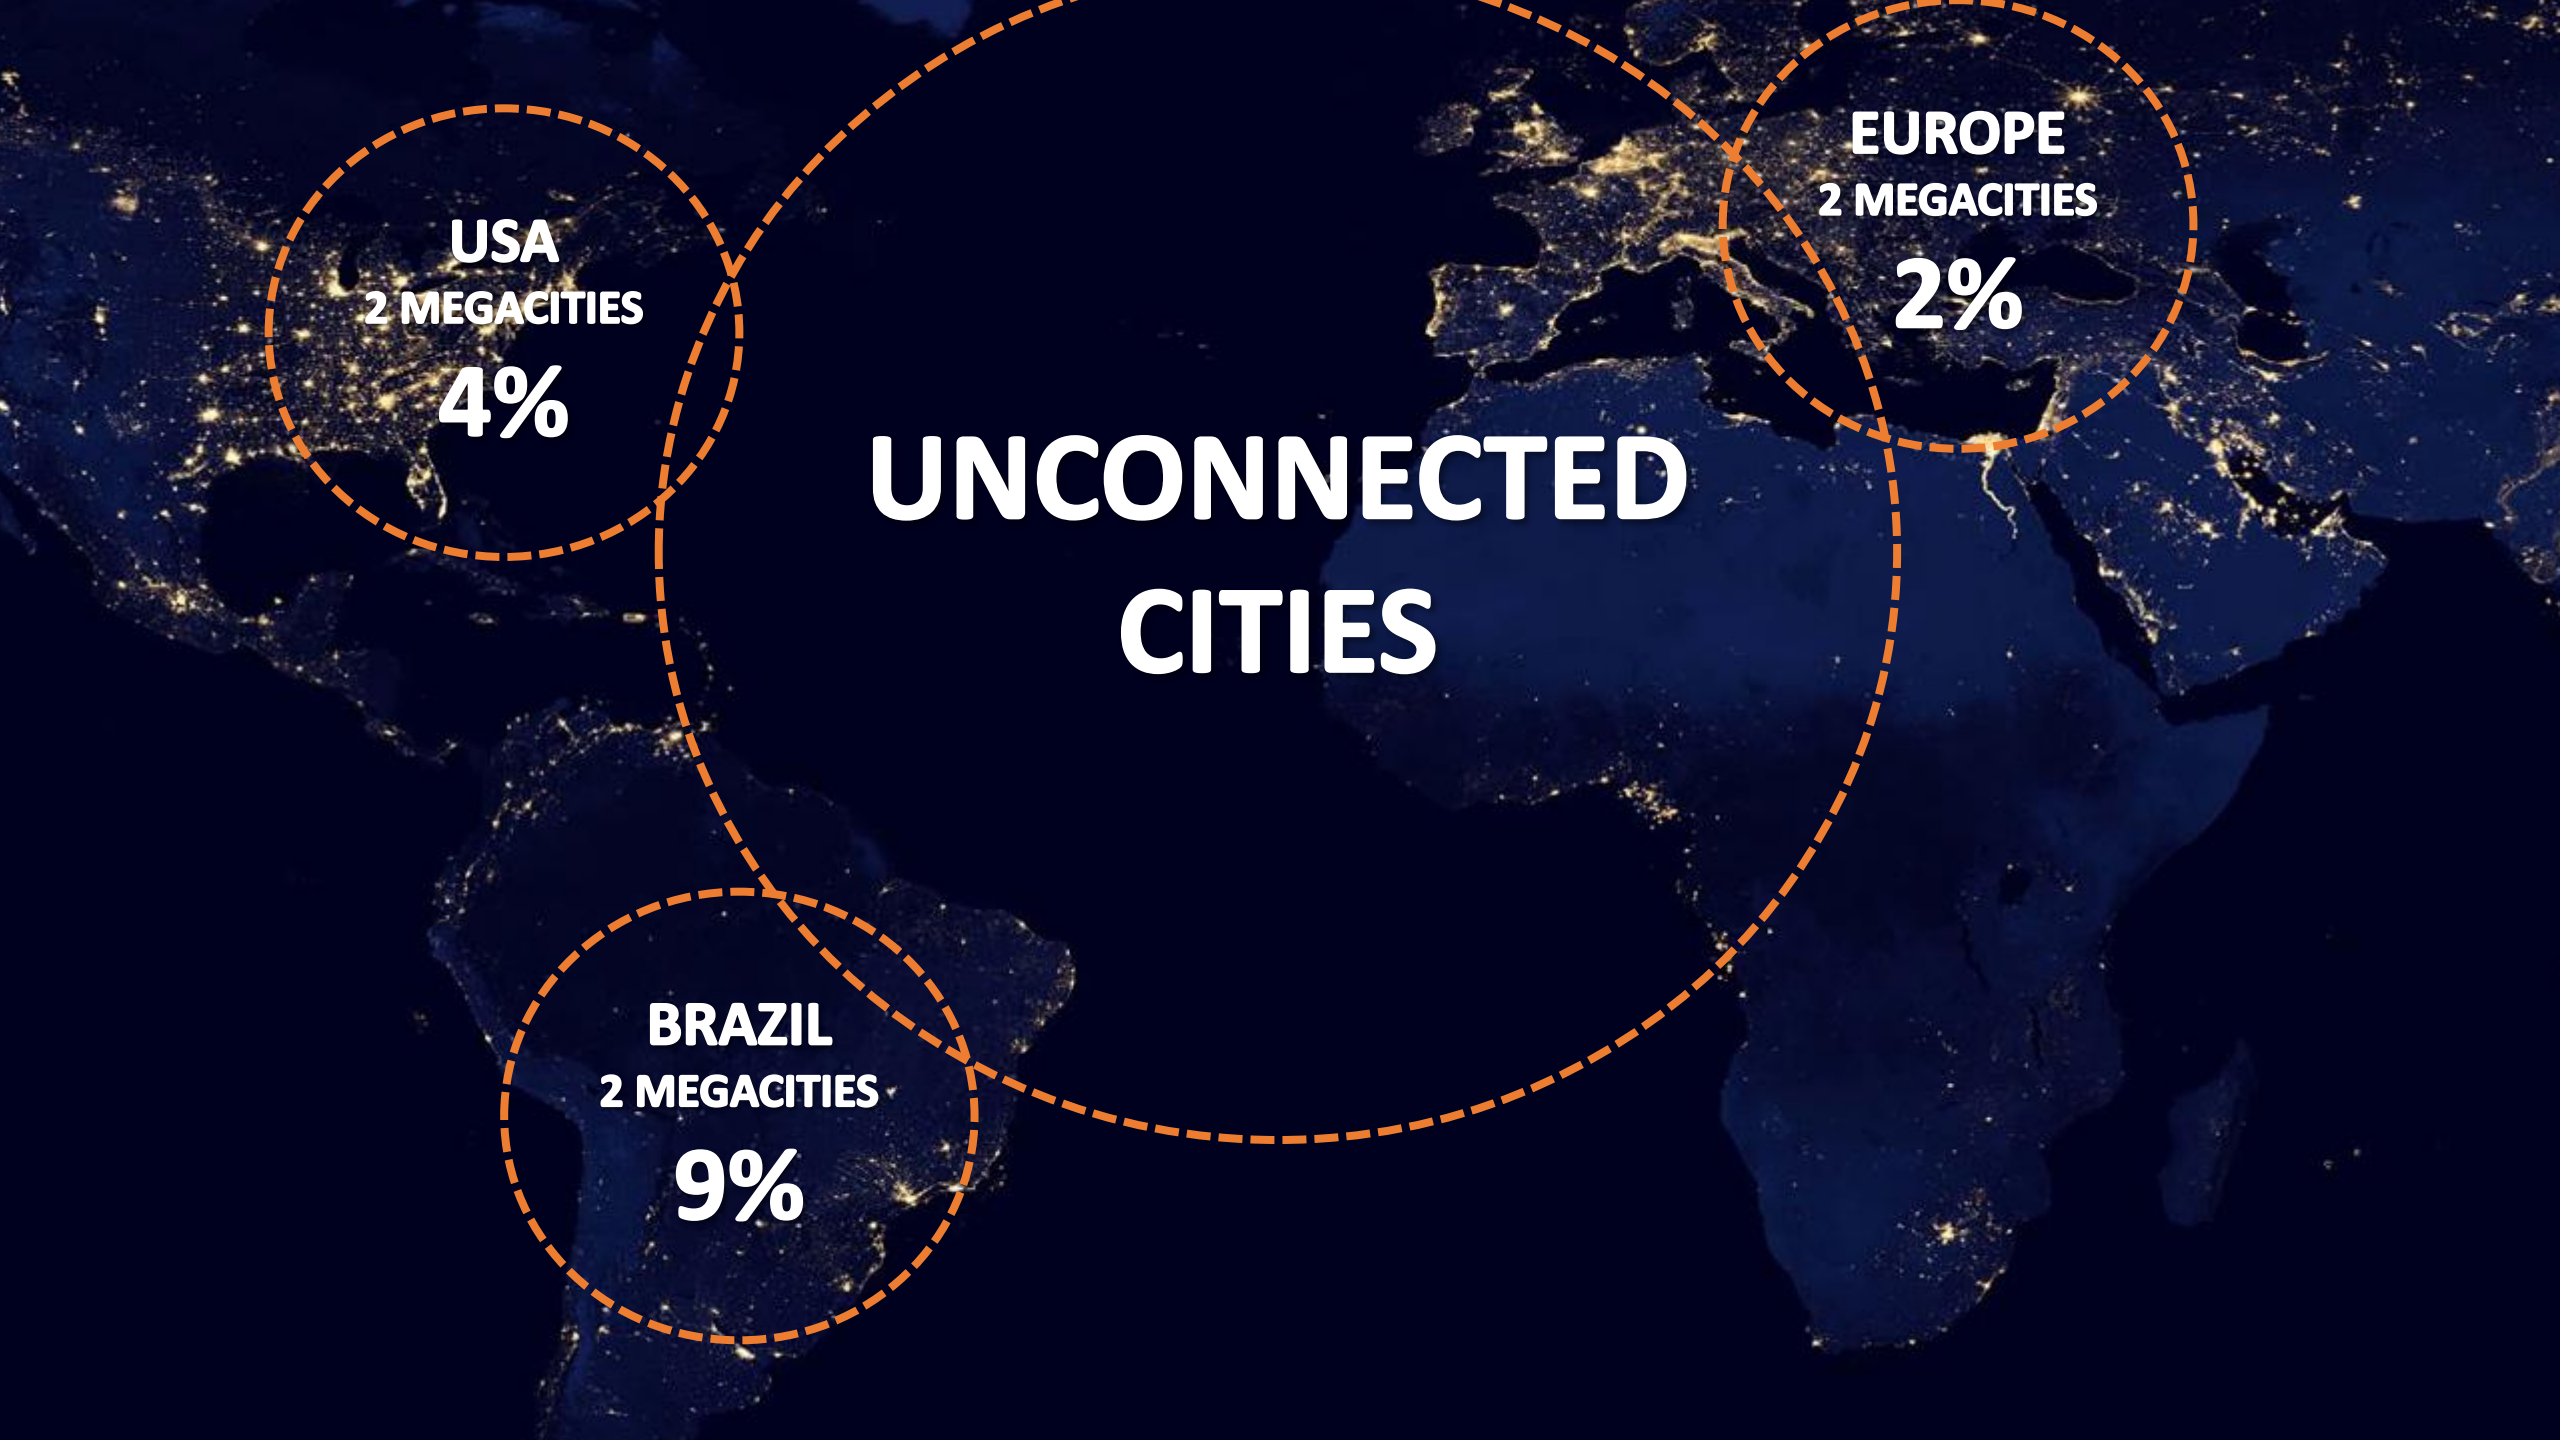 USA
2 MEGACITIES
4%
UNCONNECTED
CITIES
EUROPE
2 MEGACITIES
2%
BRAZIL
2 MEGACITIES
9%